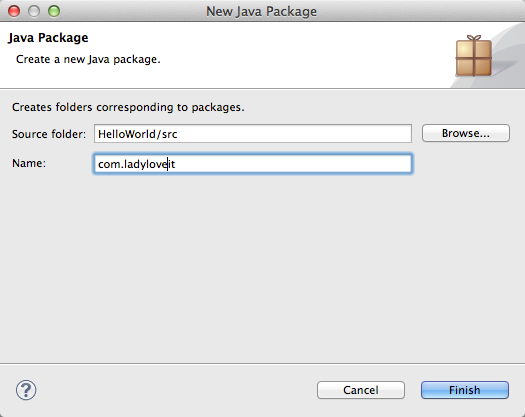 New Java Package
Java Package
Create a new Java package.
Creates folders corresponding to packages.
Source folder: HelloWorld/src Browse...
Name: com.ladyloveit
? Cancel Finish